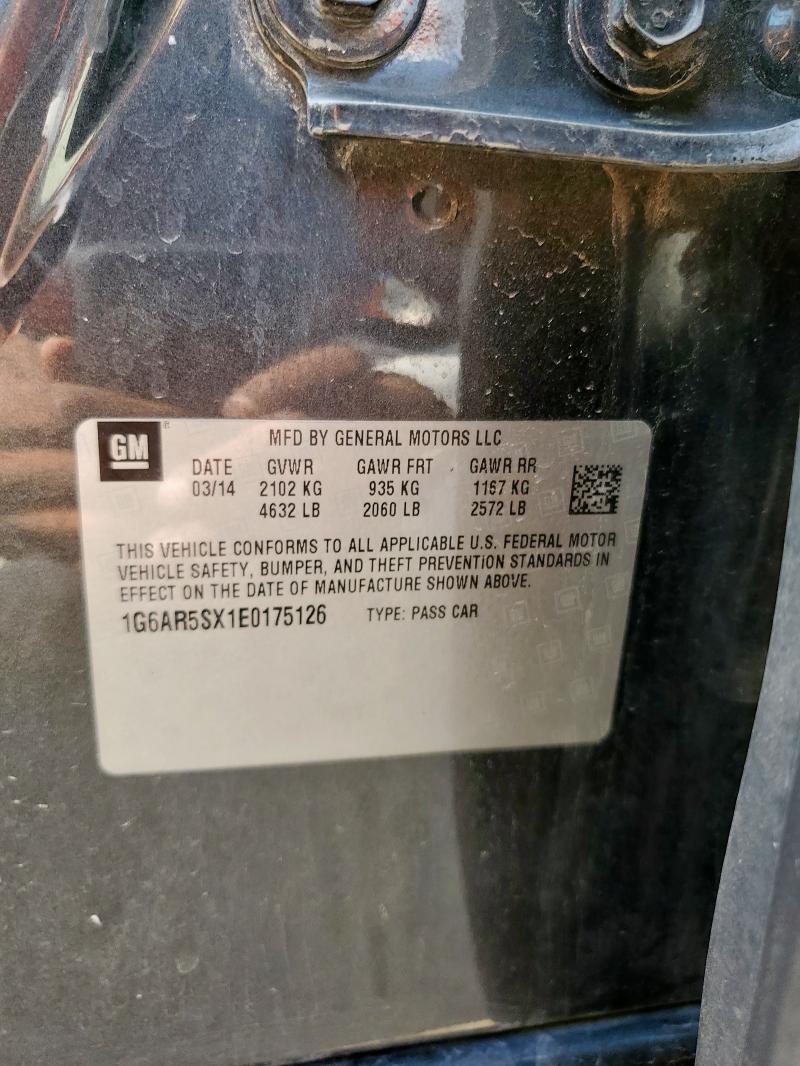 GM
MFD BY GENERAL MOTORS LLC
DATE GVWR GAWR FRT GAWR RR
03/14 2102 KG 935 KG 1167 KG
4632 LB 2060 LB 2572 LB
THIS VEHICLE CONFORMS TO ALL APPLICABLE U.S. FEDERAL MOTOR
VEHICLE SAFETY, BUMPER, AND THEFT PREVENTION STANDARDS IN
EFFECT ON THE DATE OF MANUFACTURE SHOWN ABOVE.
1G6AR5SX1E0175126 TYPE: PASS CAR